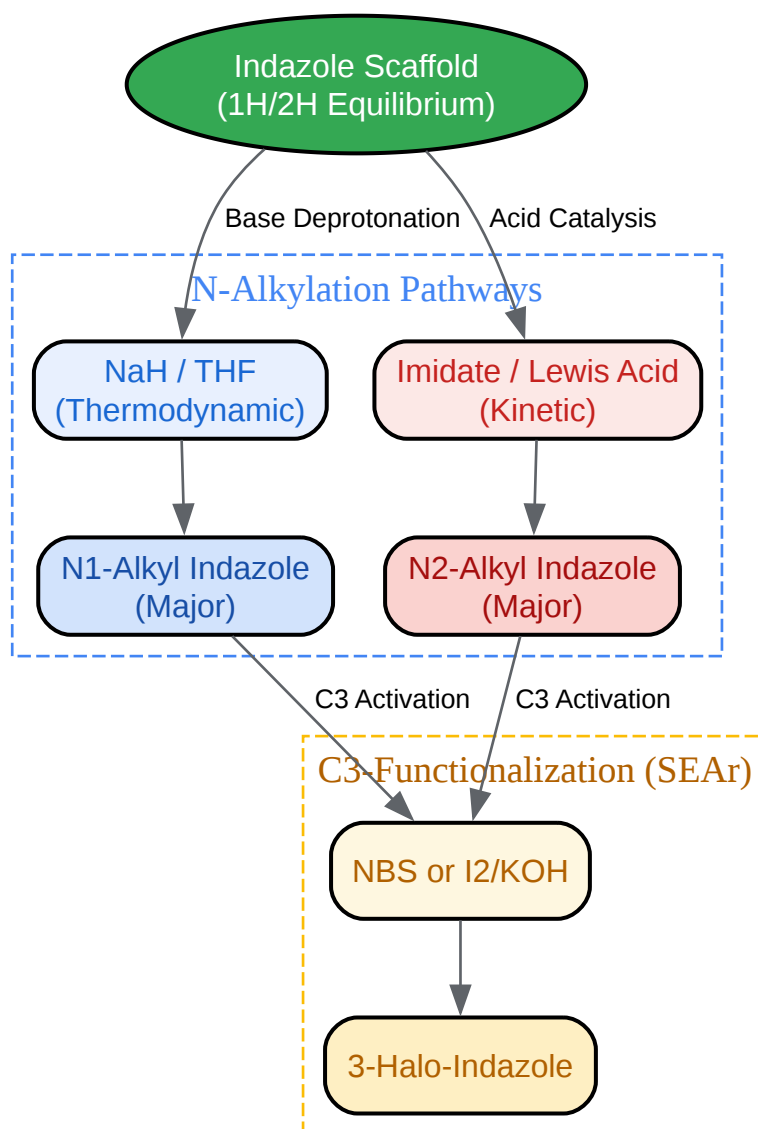 Indazole Scaffold
(1H/2H Equilibrium)
Base Deprotonation
Acid Catalysis
N-Alkylation Pathways
NaH / THF
(Thermodynamic)
Imidate / Lewis Acid
(Kinetic)
N1-Alkyl Indazole
(Major)
N2-Alkyl Indazole
(Major)
C3 Activation
C3 Activation
C3-Functionalization (SEAr)
NBS or I2/KOH
3-Halo-Indazole